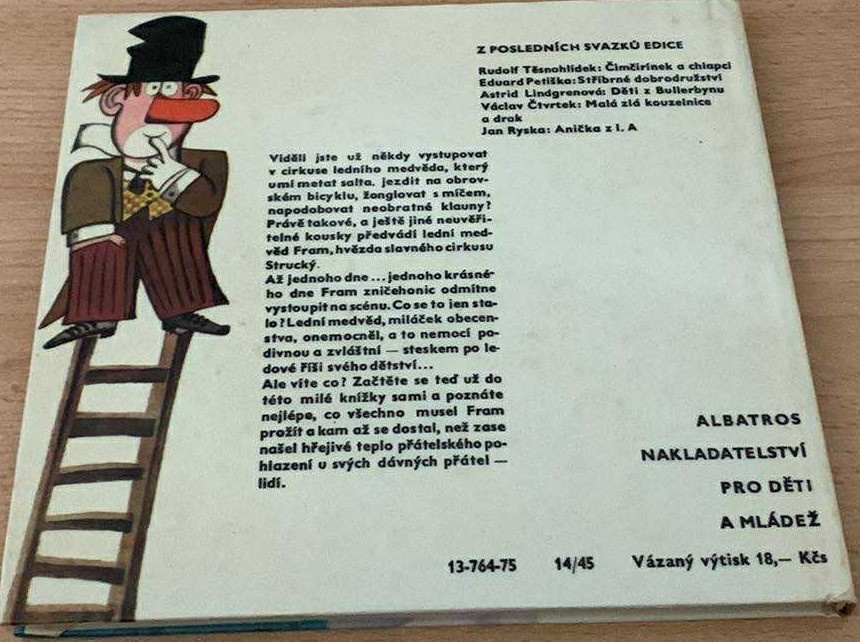 Z POSLEDNÍCH SVAZKŮ EDICE
Rudolf Těsnohlídek: Čimčirínek a chlapci
Eduard Petiška: Stříbrné dobrodružství
Astrid Lindgrenová: Děti z Bullerbynu
Václav Čtvrtek: Malá zlá kouzelnice
a drak
Jan Ryska: Anička z I. A
Viděli jste už někdy vystupovat
v cirkuse ledního medvěda, který
umí metat salta, jezdit na obrov-
ském bicyklu, žonglovat s míčem,
napodobovat neobratné klauny?
Právě takové, a ještě jiné neuvěři-
telné kousky předvádí lední med-
věd Fram, hvězda slavného cirkusu
Strucký.
Až jednoho dne ... jednoho krásné-
ho dne Fram zničehonic odmítne
vystoupit na scénu. Co se to jen sta-
lo? Lední medvěd, miláček obecen-
stva, onemocněl, a to nemocí po-
divnou a zvláštní — steskem po le-
dové říši svého dětství...
Ale víte co? Začtěte se teď už do
této milé knížky sami a poznáte
nejlépe, co všechno musel Fram
prožít a kam až se dostal, než zase
našel hřejivé teplo přátelského po-
hlazení u svých dávných přátel —
lidí.
ALBATROS
NAKLADATELSTVÍ
PRO DĚTI
A MLÁDEŽ
13-764-75 14/45 Vázaný výtisk 18,— Kčs